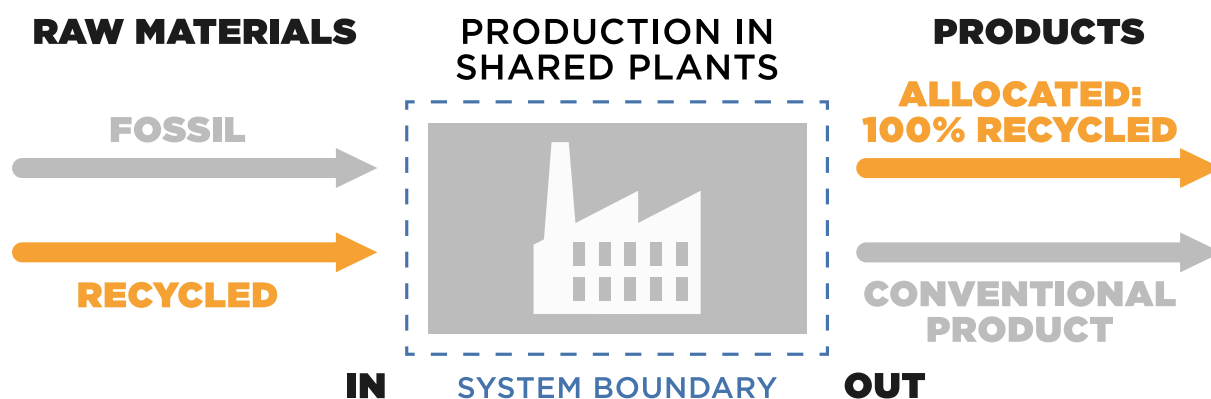 RAW MATERIALS
PRODUCTION IN
SHARED PLANTS
PRODUCTS
FOSSIL
RECYCLED
ALLOCATED:
100% RECYCLED
CONVENTIONAL
PRODUCT
IN
SYSTEM BOUNDARY
OUT